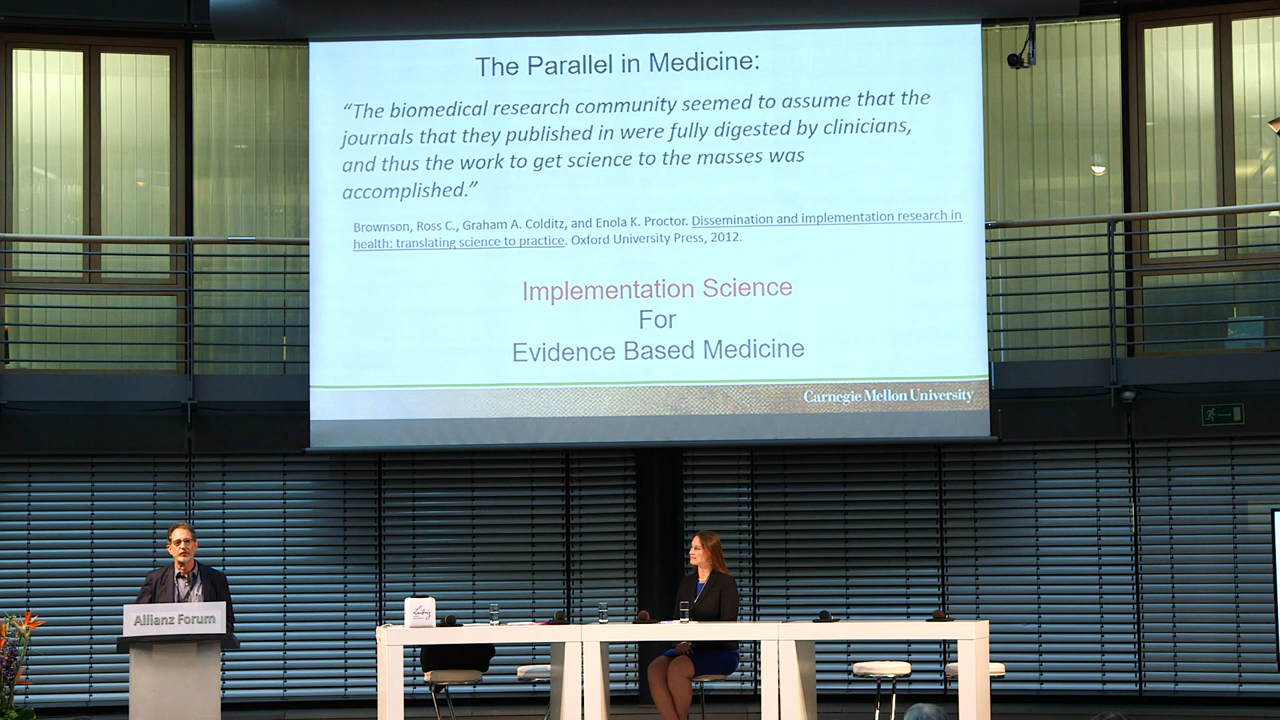 The Parallel in Medicine:
“The biomedical research community seemed to assume that the
journals that they published in were fully digested by clinicians,
and thus the work to get science to the masses was
accomplished.”
Brownson, Ross C., Graham A. Colditz, and Enola K. Proctor. Dissemination and implementation research in
health: translating science to practice. Oxford University Press, 2012.
Implementation Science
For
Evidence Based Medicine
Carnegie Mellon University
Allianz Forum
Leibniz